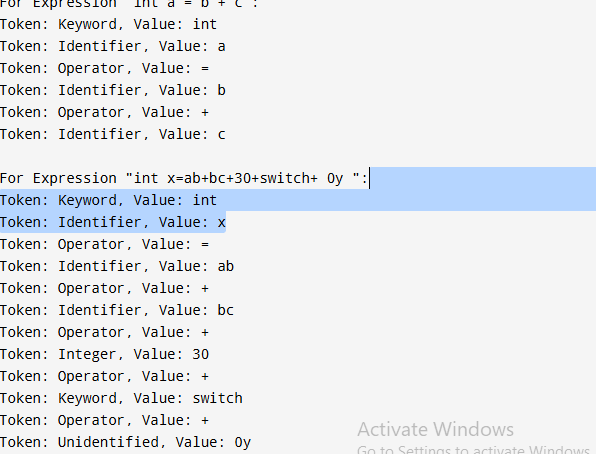 For Expression "int a = b + c":
Token: Keyword, Value: int
Token: Identifier, Value: a
Token: Operator, Value: =
Token: Identifier, Value: b
Token: Operator, Value: +
Token: Identifier, Value: c
For Expression "int x=ab+bc+30+switch+ 0y ":
Token: Keyword, Value: int
Token: Identifier, Value: x
Token: Operator, Value: =
Token: Identifier, Value: ab
Token: Operator, Value: +
Token: Identifier, Value: bc
Token: Operator, Value: +
Token: Integer, Value: 30
Token: Operator, Value: +
Token: Keyword, Value: switch
Token: Operator, Value: +
Token: Unidentified, Value: 0y
Activate Windows
Go to Settings to activate Windows